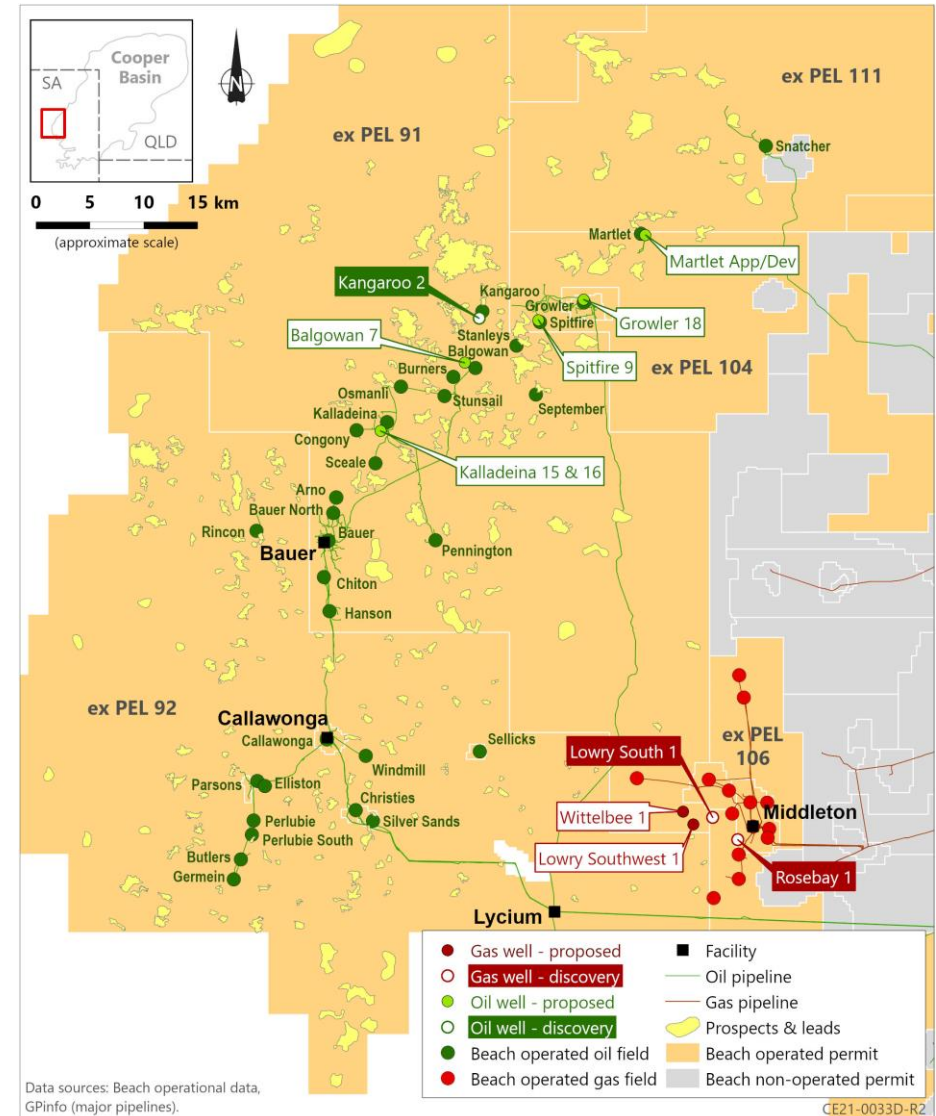 Cooper
Basin
SA
QLD
N
0 5 10 15 km
(approximate scale)
ex PEL 111
ex PEL 91
Snatcher
Martlet
Martlet App/Dev
Kangaroo 2
Kangaroo
Growler
Growler 18
Spitfire
Stanleys
Balgowan 7
Balgowan
Spitfire 9
ex PEL 104
Burners
Osmanli
Stunsail
September
Kalladeina
Congony
Kalladeina 15 & 16
Sceale
Arno
Bauer North
Rincon
Bauer
Bauer
Pennington
Chiton
Hanson
ex PEL 92
ex PEL
106
Callawonga
Callawonga
Sellicks
Windmill
Lowry South 1
Parsons
Elliston
Christies
Wittelbee 1
Middleton
Perlubie
Silver Sands
Perlubie South
Lowry Southwest 1
Butlers
Germein
Rosebay 1
Lycium
Gas well - proposed
Gas well - discovery
Oil well - proposed
Oil well - discovery
Beach operated oil field
Beach operated gas field
Facility
Oil pipeline
Gas pipeline
Prospects & leads
Beach operated permit
Beach non-operated permit
Data sources: Beach operational data,
GPinfo (major pipelines).
CE21-0033D-R2